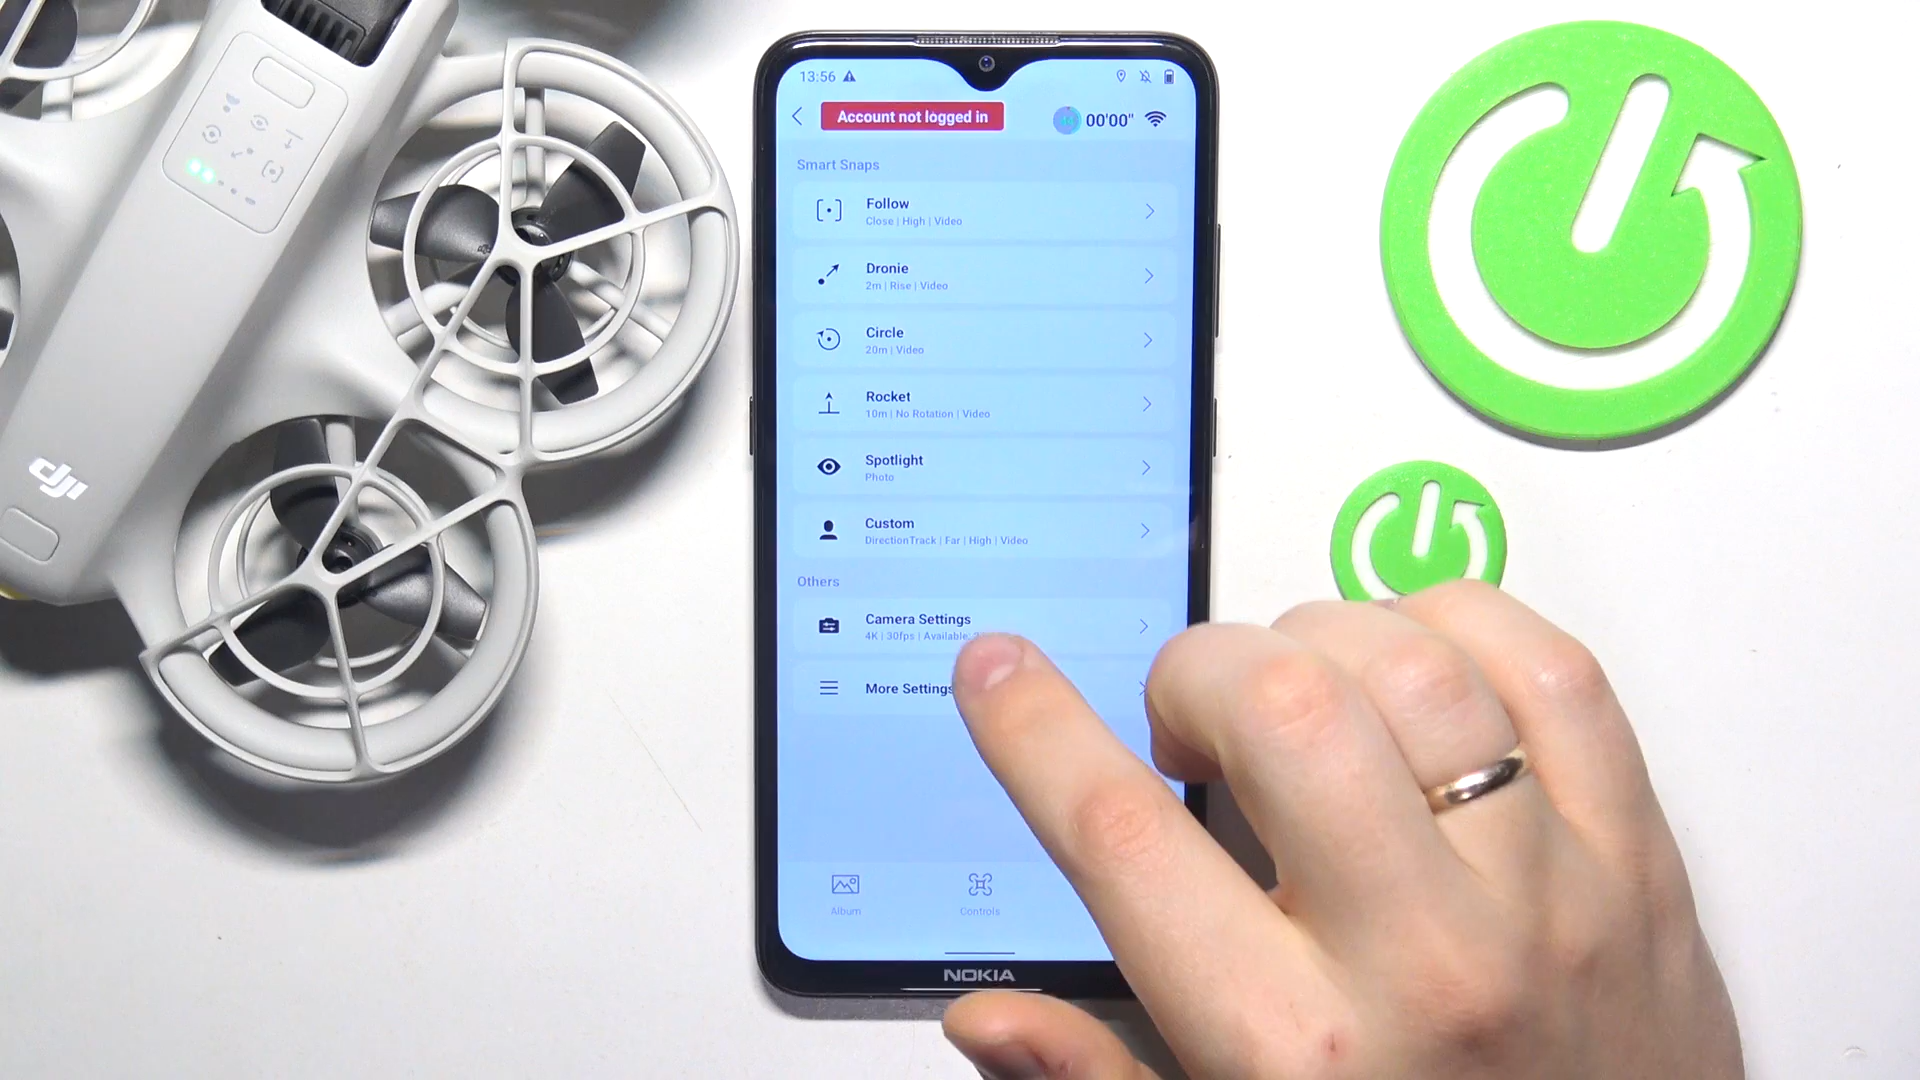 dji
13:56
Account not logged in
00'00"
Smart Snaps
Follow
Close | High | Video
Dronie
2m | Rise | Video
Circle
20m | Video
Rocket
10m | No Rotation | Video
Spotlight
Photo
Custom
DirectionTrack | Far | High | Video
Others
Camera Settings
4K | 30fps | Available:
More Settings
Album
Controls
NOKIA